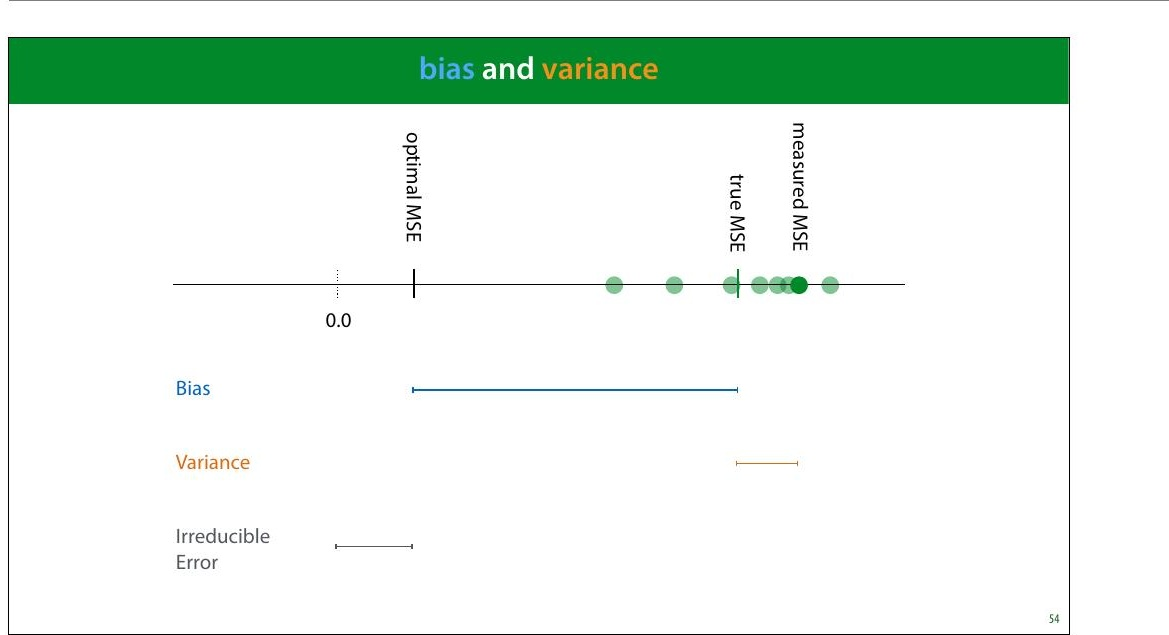 bias and variance
optimal MSE
true MSE
measured MSE
0.0
Bias
Variance
Irreducible
Error
54